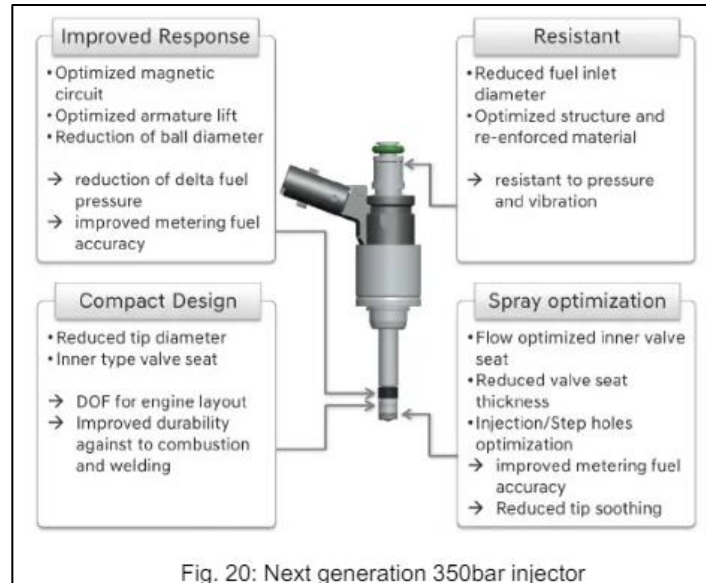 Improved Response
•Optimized magnetic
circuit
•Optimized armature lift
•Reduction of ball diameter
→ reduction of delta fuel
pressure
→ improved metering fuel
accuracy
Resistant
•Reduced fuel inlet
diameter
•Optimized structure and
re-enforced material
→ resistant to pressure
and vibration
Compact Design
•Reduced tip diameter
•Inner type valve seat
→ DOF for engine layout
→ Improved durability
against to combustion
and welding
Spray optimization
•Flow optimized inner valve
seat
•Reduced valve seat
thickness
•Injection/Step holes
optimization
→ improved metering fuel
accuracy
→ Reduced tip soothing
Fig. 20: Next generation 350bar injector